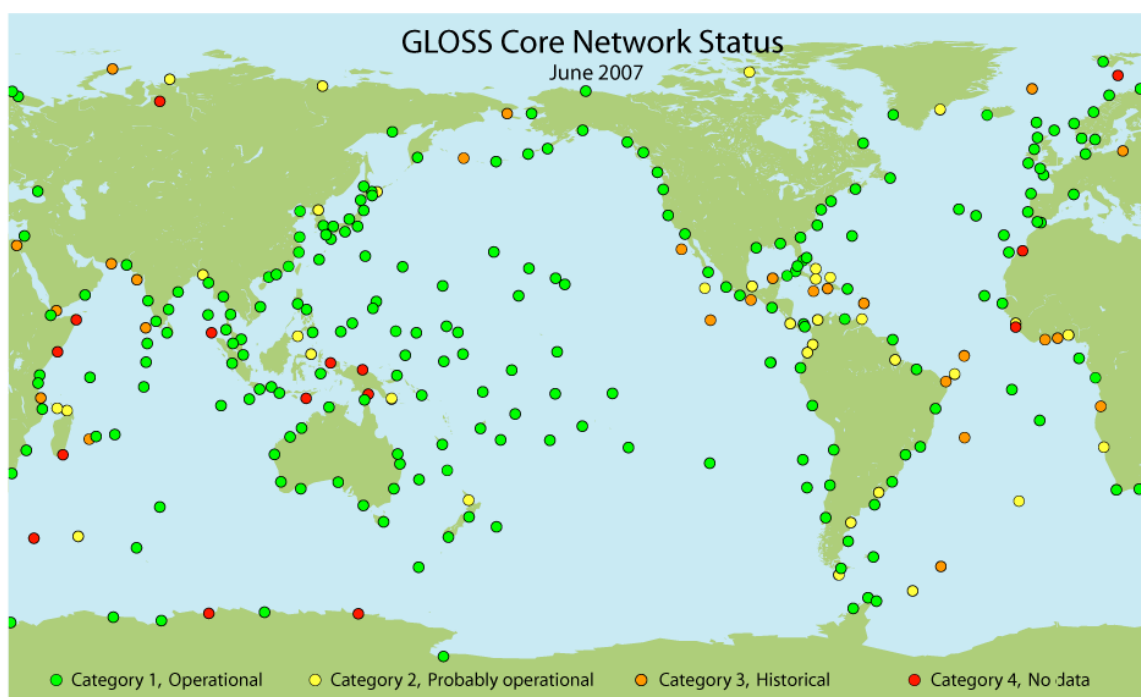 GLOSS Core Network Status
June 2007
Category 1, Operational
Category 2, Probably operational
Category 3, Historical
Category 4, No data